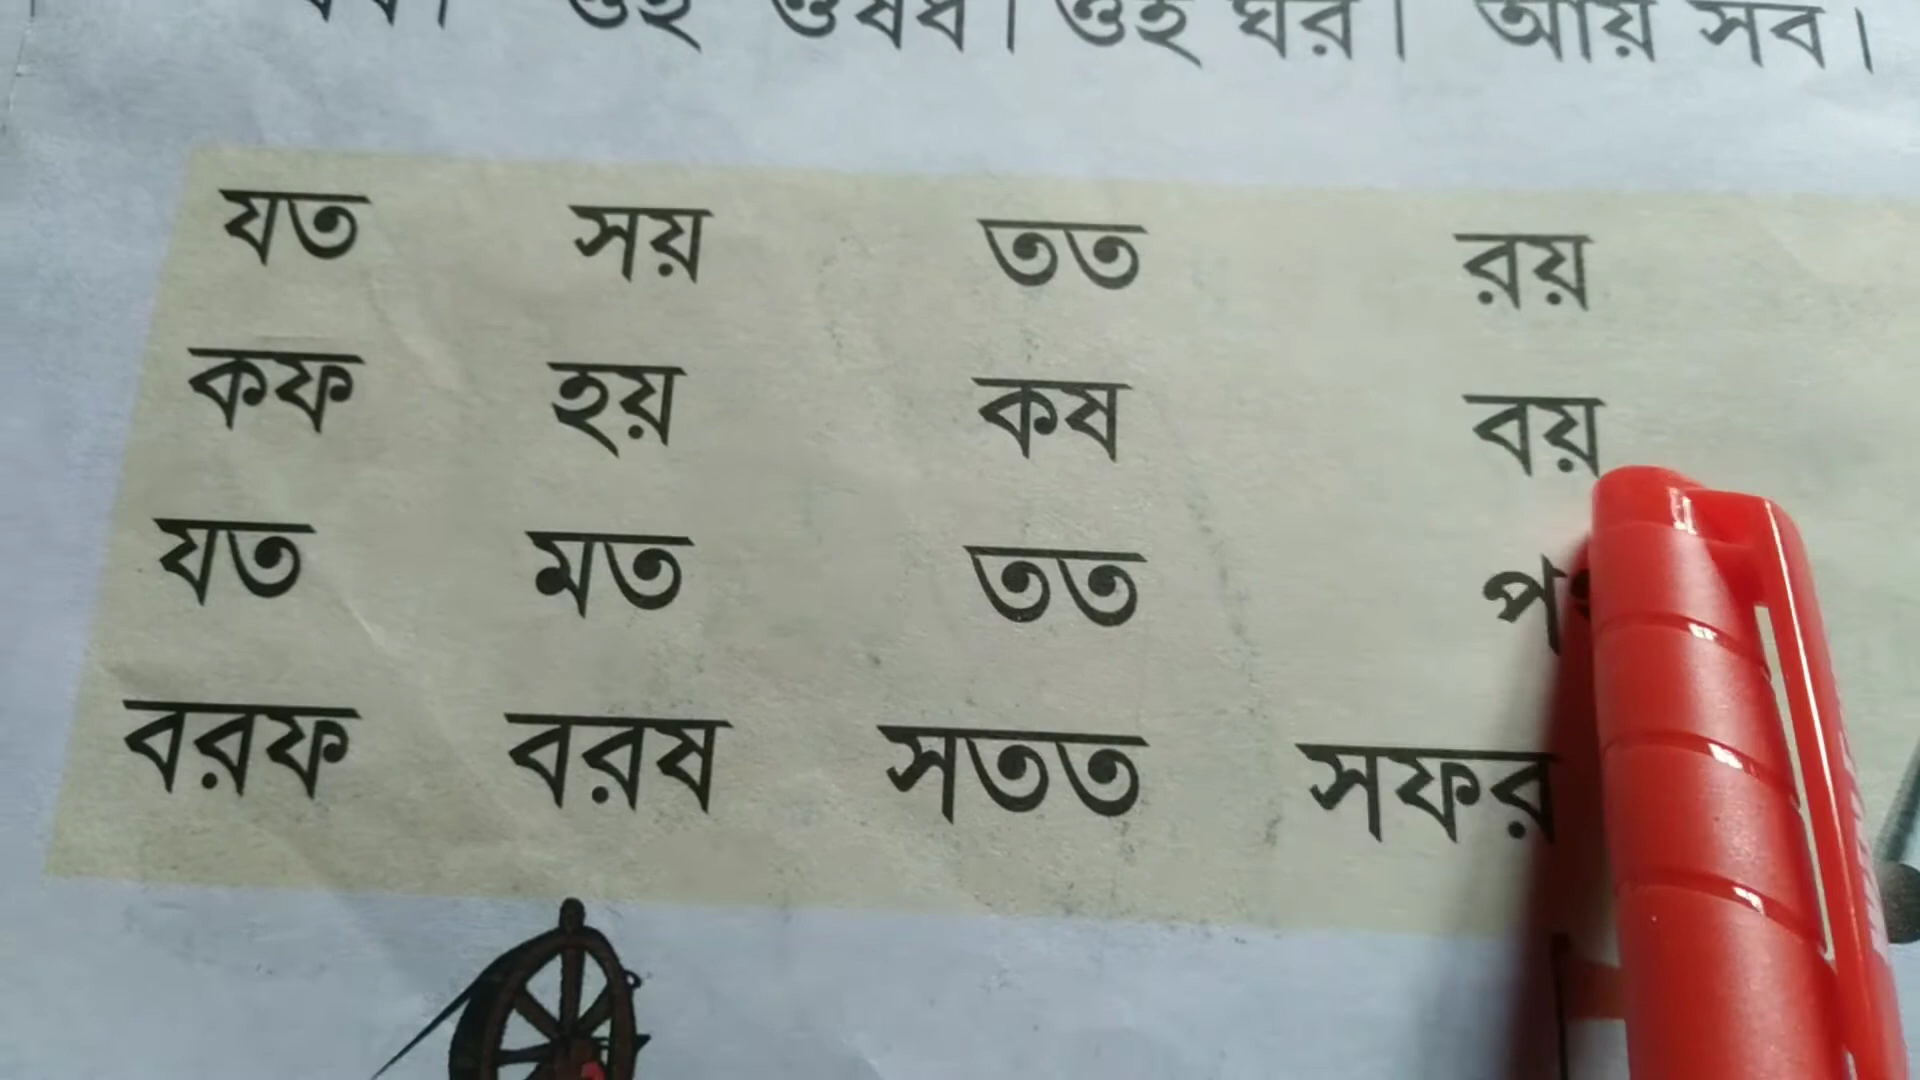 ওই ঔষধ। ওই ঘর। আয় সব।
যত সয় তত রয়
কফ হয় কষ বয়
যত মত তত
বরফ বরষ সতত সফর